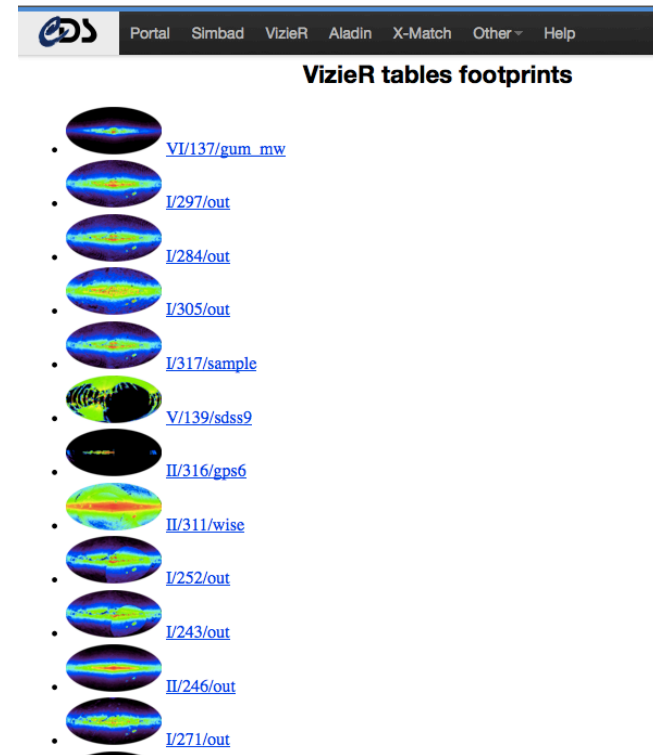 CDS Portal Simbad VizieR Aladin X-Match Other Help
VizieR tables footprints
VI/137/gum_mw
I/297/out
I/284/out
I/305/out
I/317/sample
V/139/sdss9
II/316/gps6
II/311/wise
I/252/out
I/243/out
II/246/out
I/271/out